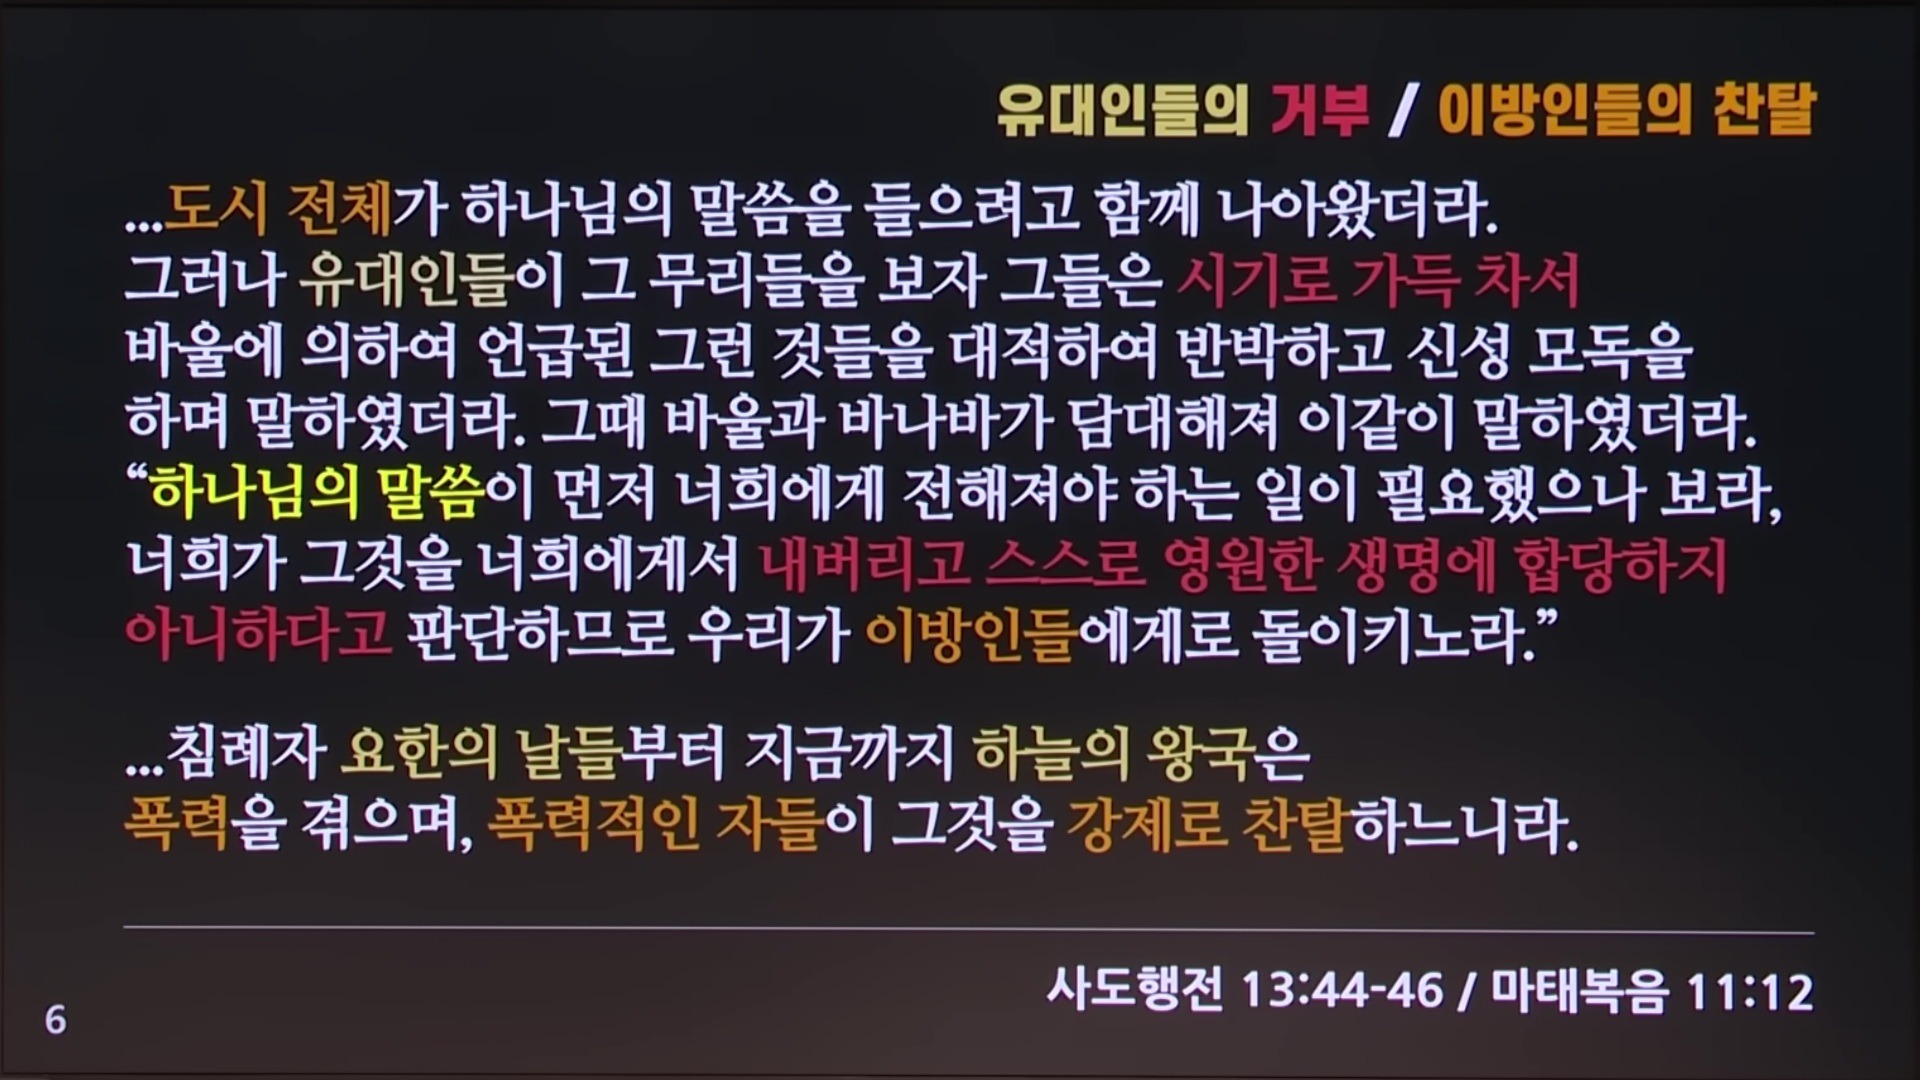 유대인들의 거부 / 이방인들의 찬탈
...도시 전체가 하나님의 말씀을 들으려고 함께 나아왔더라.
그러나 유대인들이 그 무리들을 보자 그들은 시기로 가득 차서
바울에 의하여 언급된 그런 것들을 대적하여 반박하고 신성 모독을
하며 말하였더라. 그때 바울과 바나바가 담대해져 이같이 말하였더라.
“하나님의 말씀이 먼저 너희에게 전해져야 하는 일이 필요했으나 보라,
너희가 그것을 너희에게서 내버리고 스스로 영원한 생명에 합당하지
아니하다고 판단하므로 우리가 이방인들에게로 돌이키노라.”
...침례자 요한의 날들부터 지금까지 하늘의 왕국은
폭력을 겪으며, 폭력적인 자들이 그것을 강제로 찬탈하느니라.
사도행전 13:44-46 / 마태복음 11:12
6